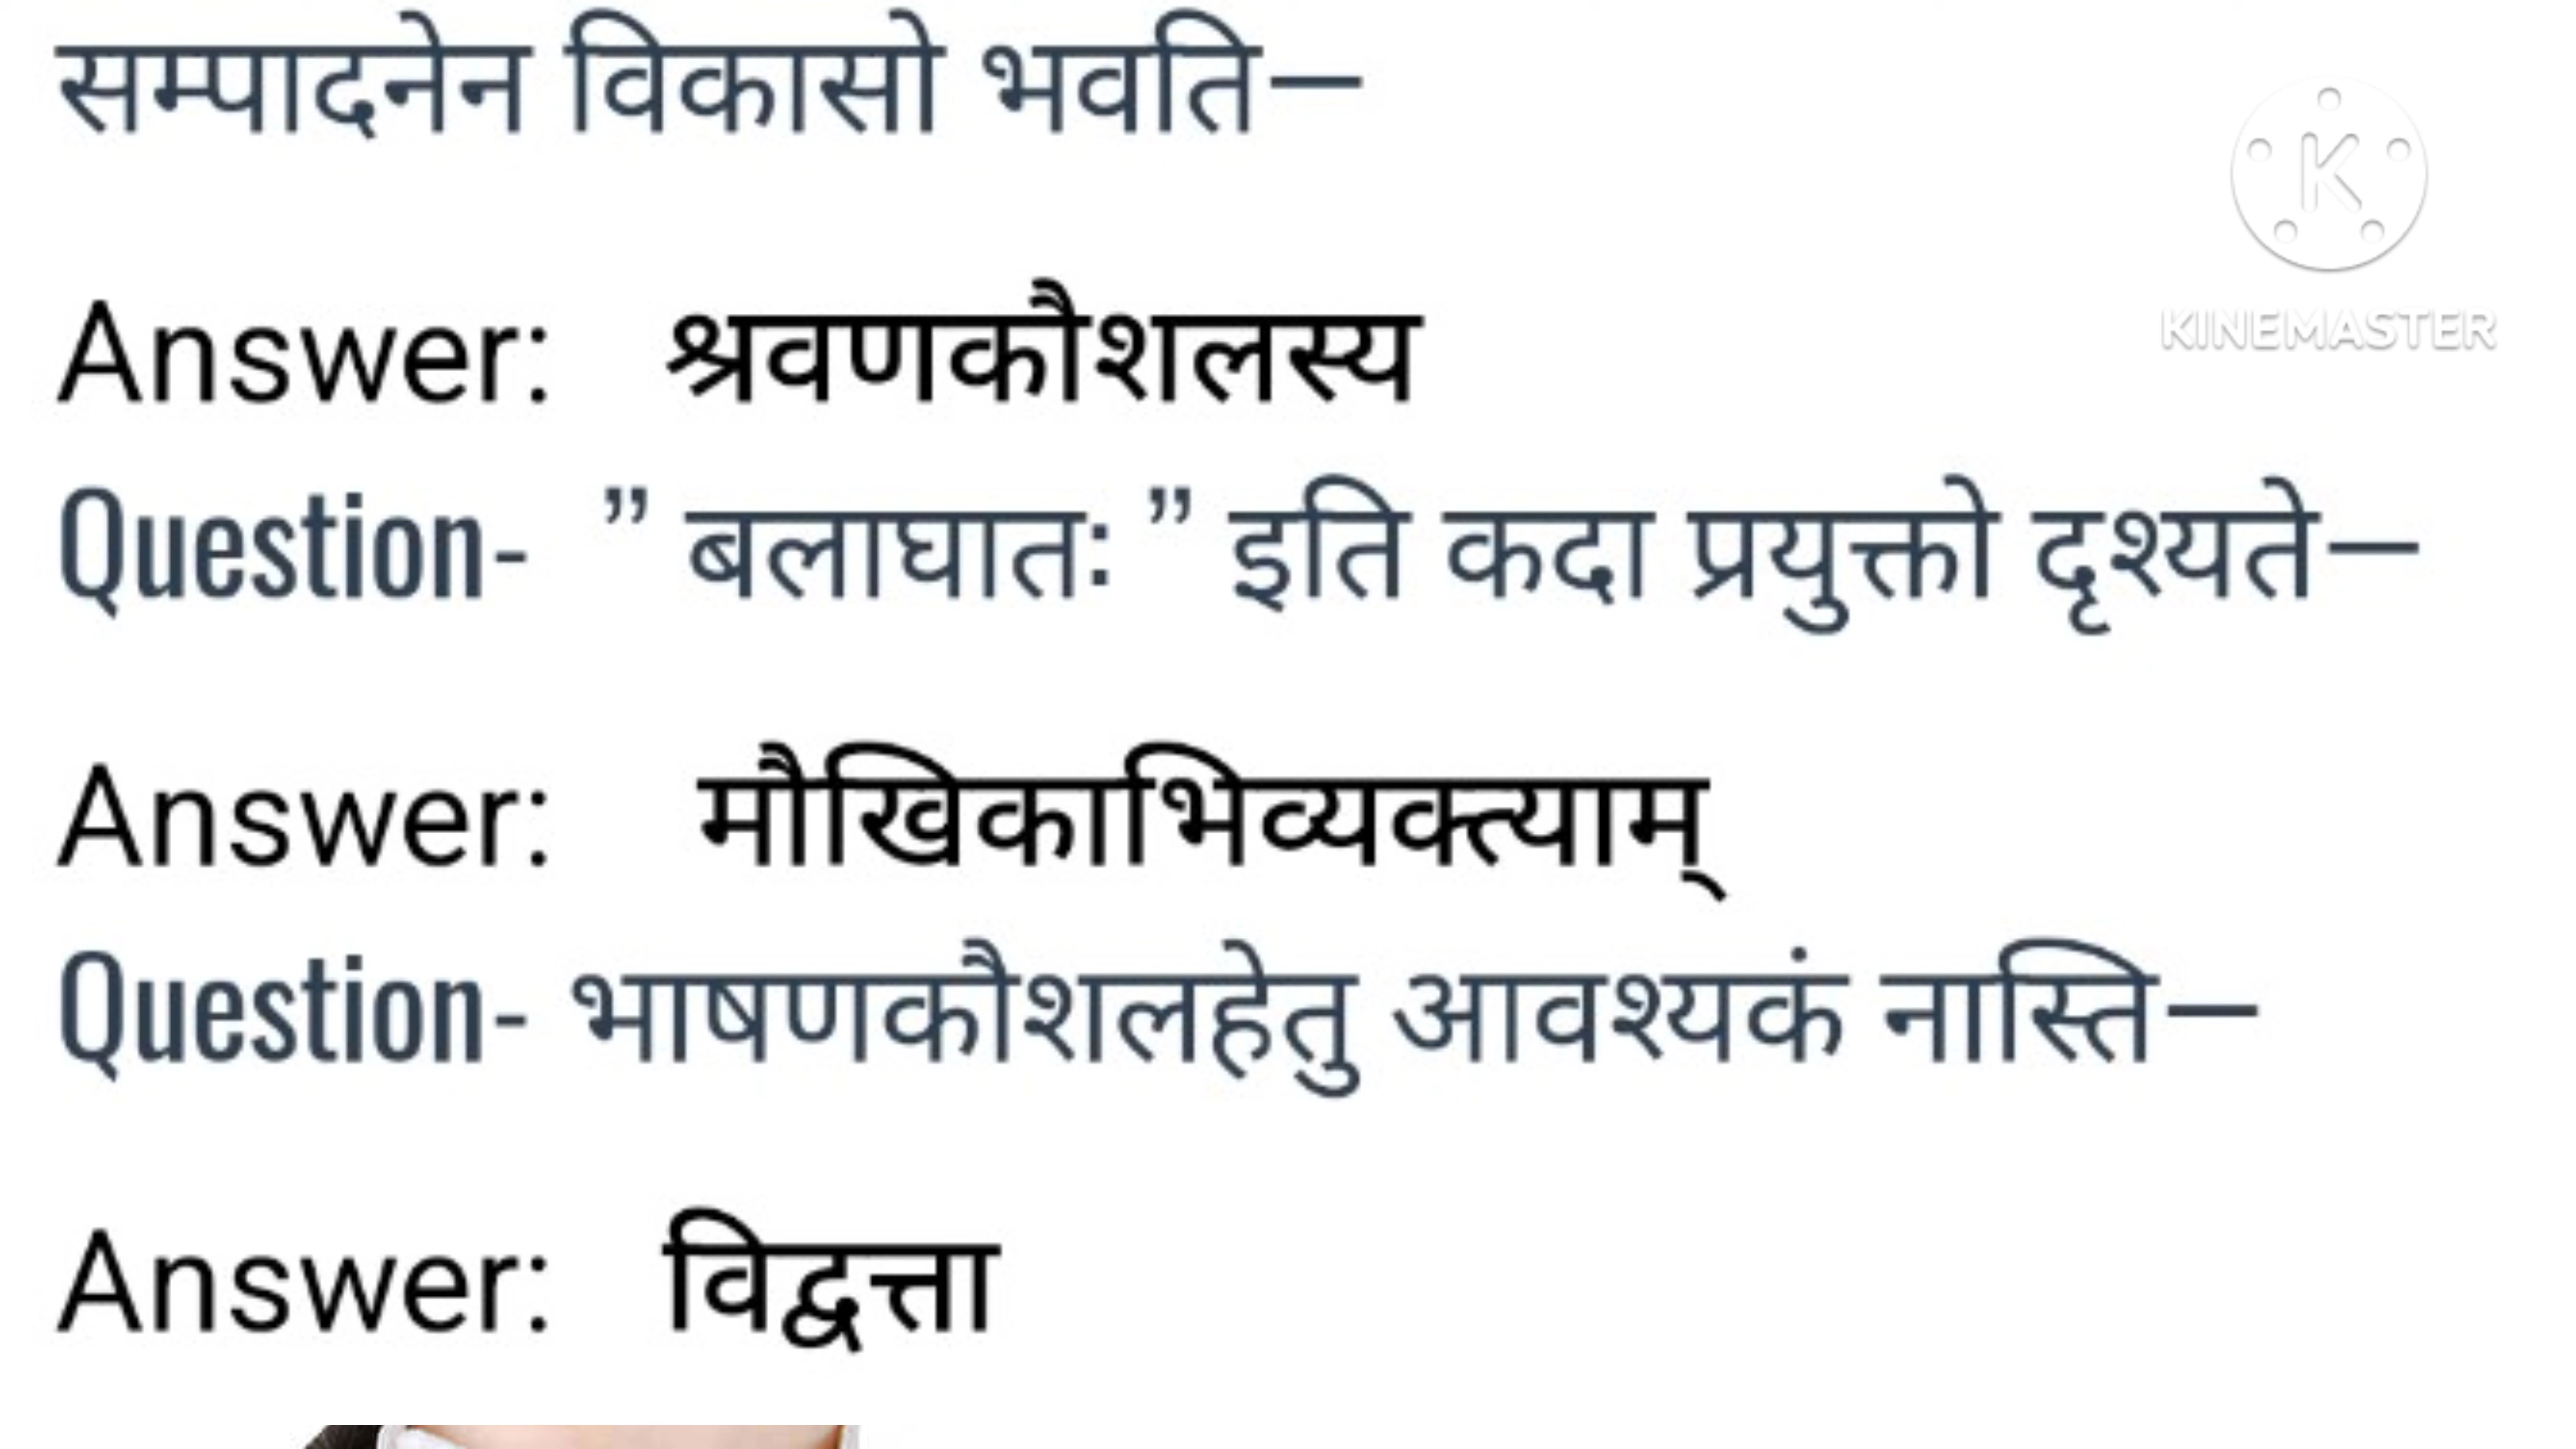 सम्पादनेन विकासो भवति—
Answer: श्रवणकौशलस्य
Question- ” बलाघातः ” इति कदा प्रयुक्तो दृश्यते—
Answer: मौखिकाभिव्यक्त्याम्
Question- भाषणकौशलहेतु आवश्यकं नास्ति—
Answer: विद्वत्ता
K
KINEMASTER